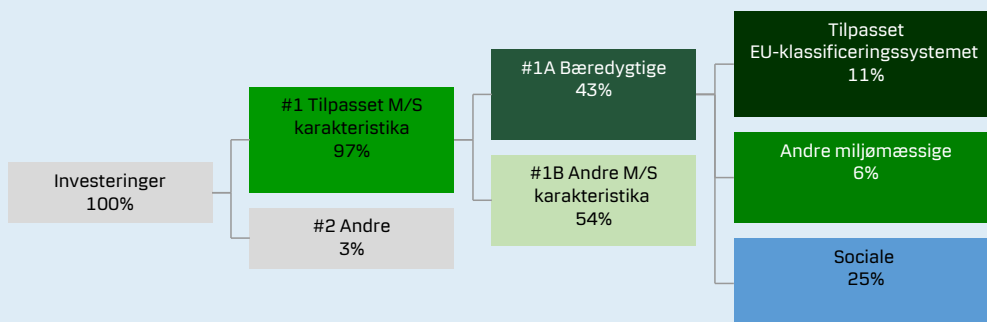 Investeringer
100%
#1 Tilpasset M/S
karakteristika
97%
#2 Andre
3%
#1A Bæredygtige
43%
#1B Andre M/S
karakteristika
54%
Tilpasset
EU-klassificeringssystemet
11%
Andre miljømæssige
6%
Sociale
25%